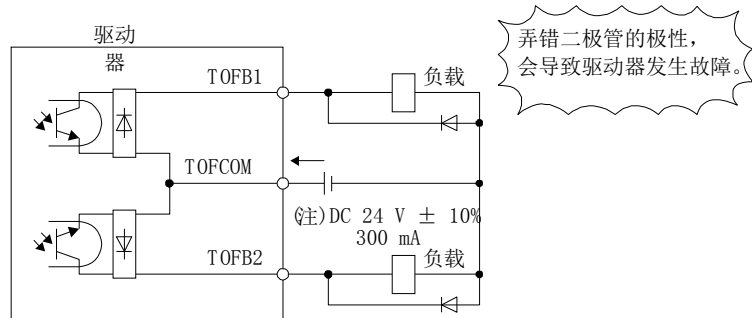 驱动
器
TOFB1
负载
弄错二极管的极性，
会导致驱动器发生故障。
TOFCOM
(注)DC 24 V ± 10%
300 mA
TOFB2
负载